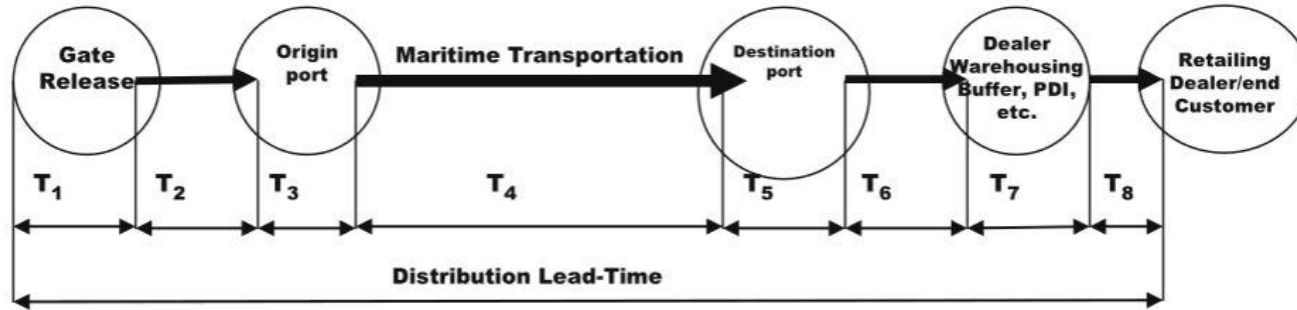 Gate
Release
Origin
port
Maritime Transportation
Destination
port
Dealer
Warehousing
Buffer, PDI,
etc.
Retailing
Dealer/end
Customer
T₁
T₂
T₃
T₄
T₅
T₆
T₇
T₈
Distribution Lead-Time